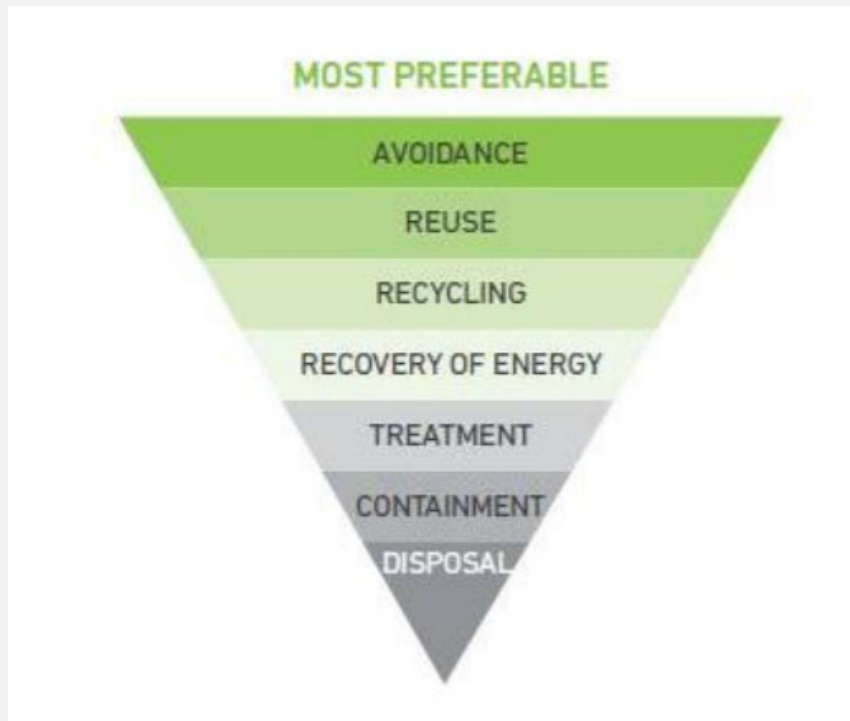 MOST PREFERABLE
AVOIDANCE
REUSE
RECYCLING
RECOVERY OF ENERGY
TREATMENT
CONTAINMENT
DISPOSAL